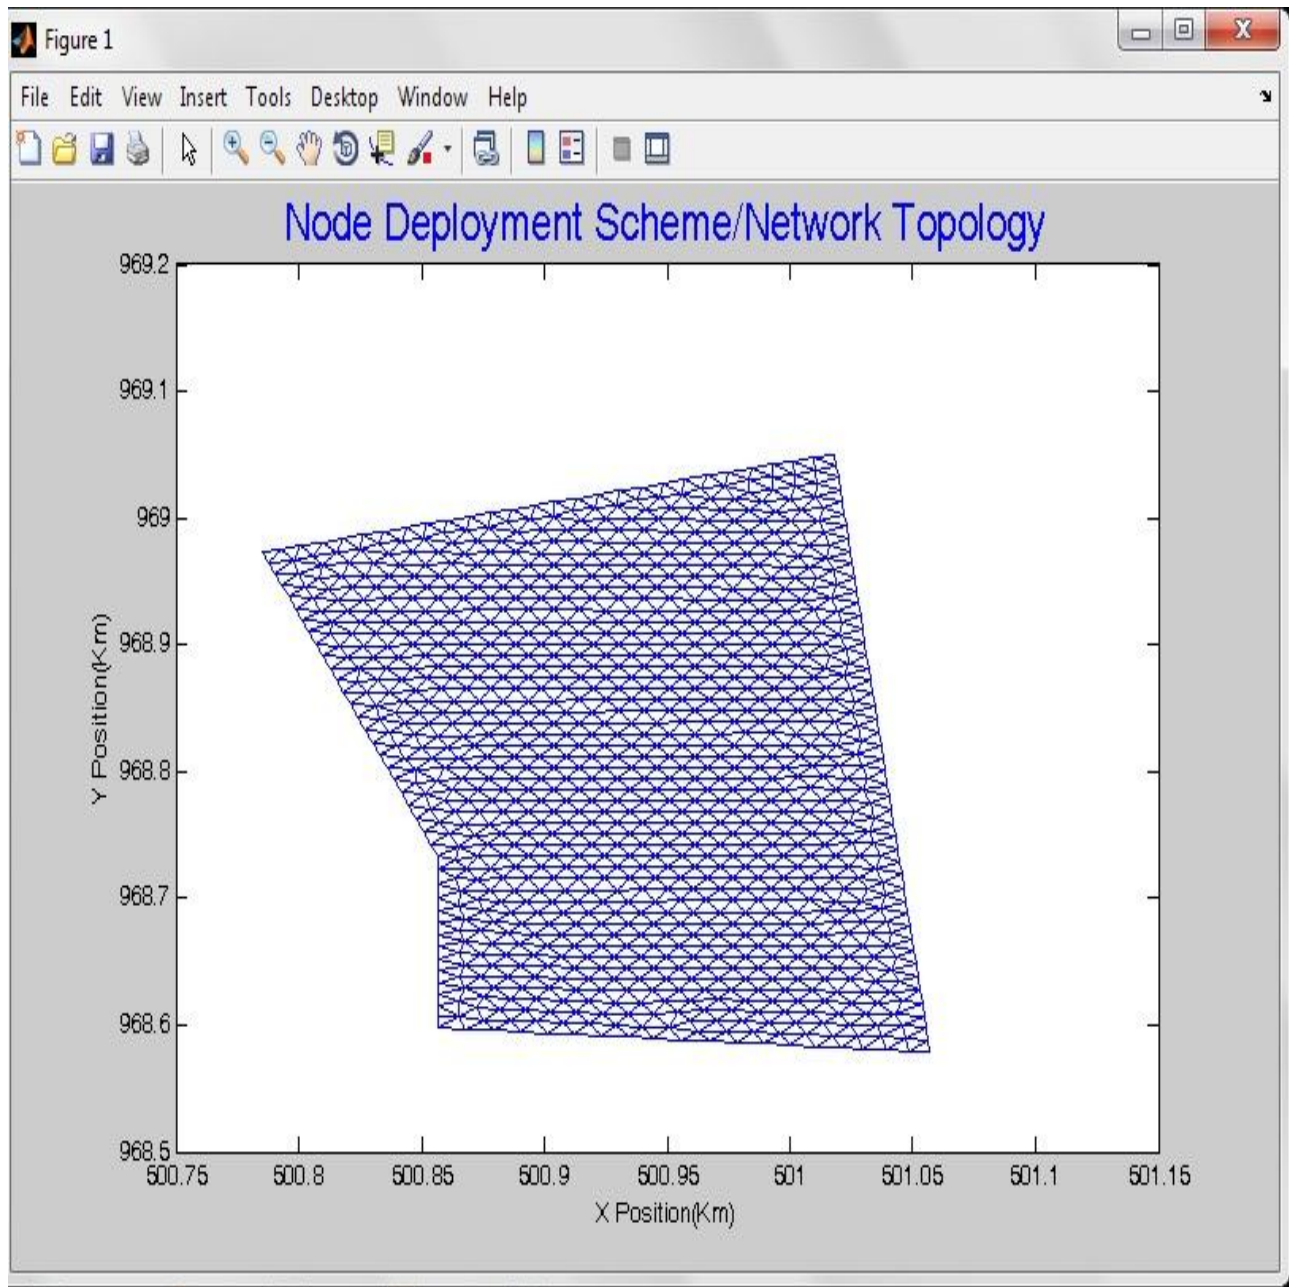 Figure 1
File Edit View Insert Tools Desktop Window Help
Node Deployment Scheme/Network Topology
969.2
969.1
969
968.9
968.8
968.7
968.6
968.5
Y Position(Km)
500.75 500.8 500.85 500.9 500.95 501 501.05 501.1 501.15
X Position(Km)